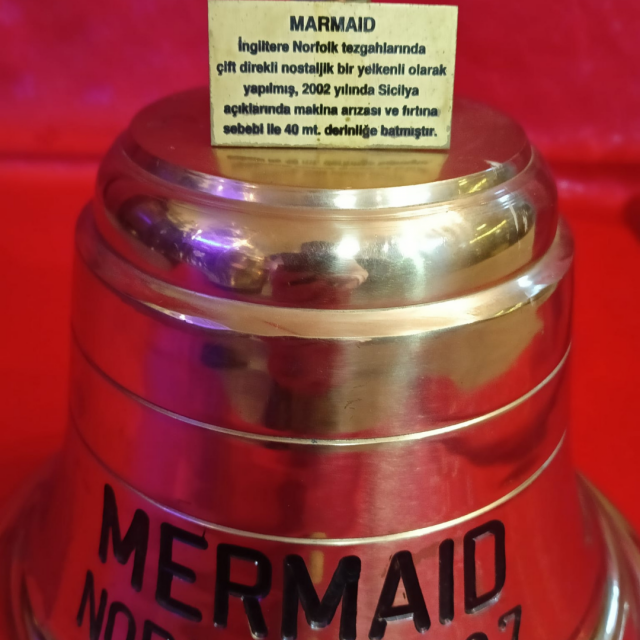 MARMAID
İngiltere Norfolk tezgahlarında
çift direkli nostaljik bir yelkenli olarak
yapılmış, 2002 yılında Sicilya
açıklarında makina arızası ve fırtına
sebebi ile 40 mt. derinliğe batmıştır.
MERMAID